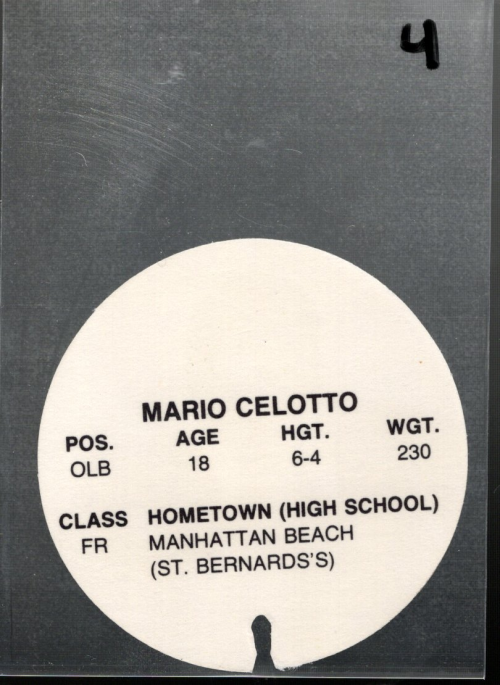 4
MARIO CELOTTO
POS. AGE HGT. WGT.
OLB 18 6-4 230
CLASS HOMETOWN (HIGH SCHOOL)
FR MANHATTAN BEACH
(ST. BERNARDS'S)